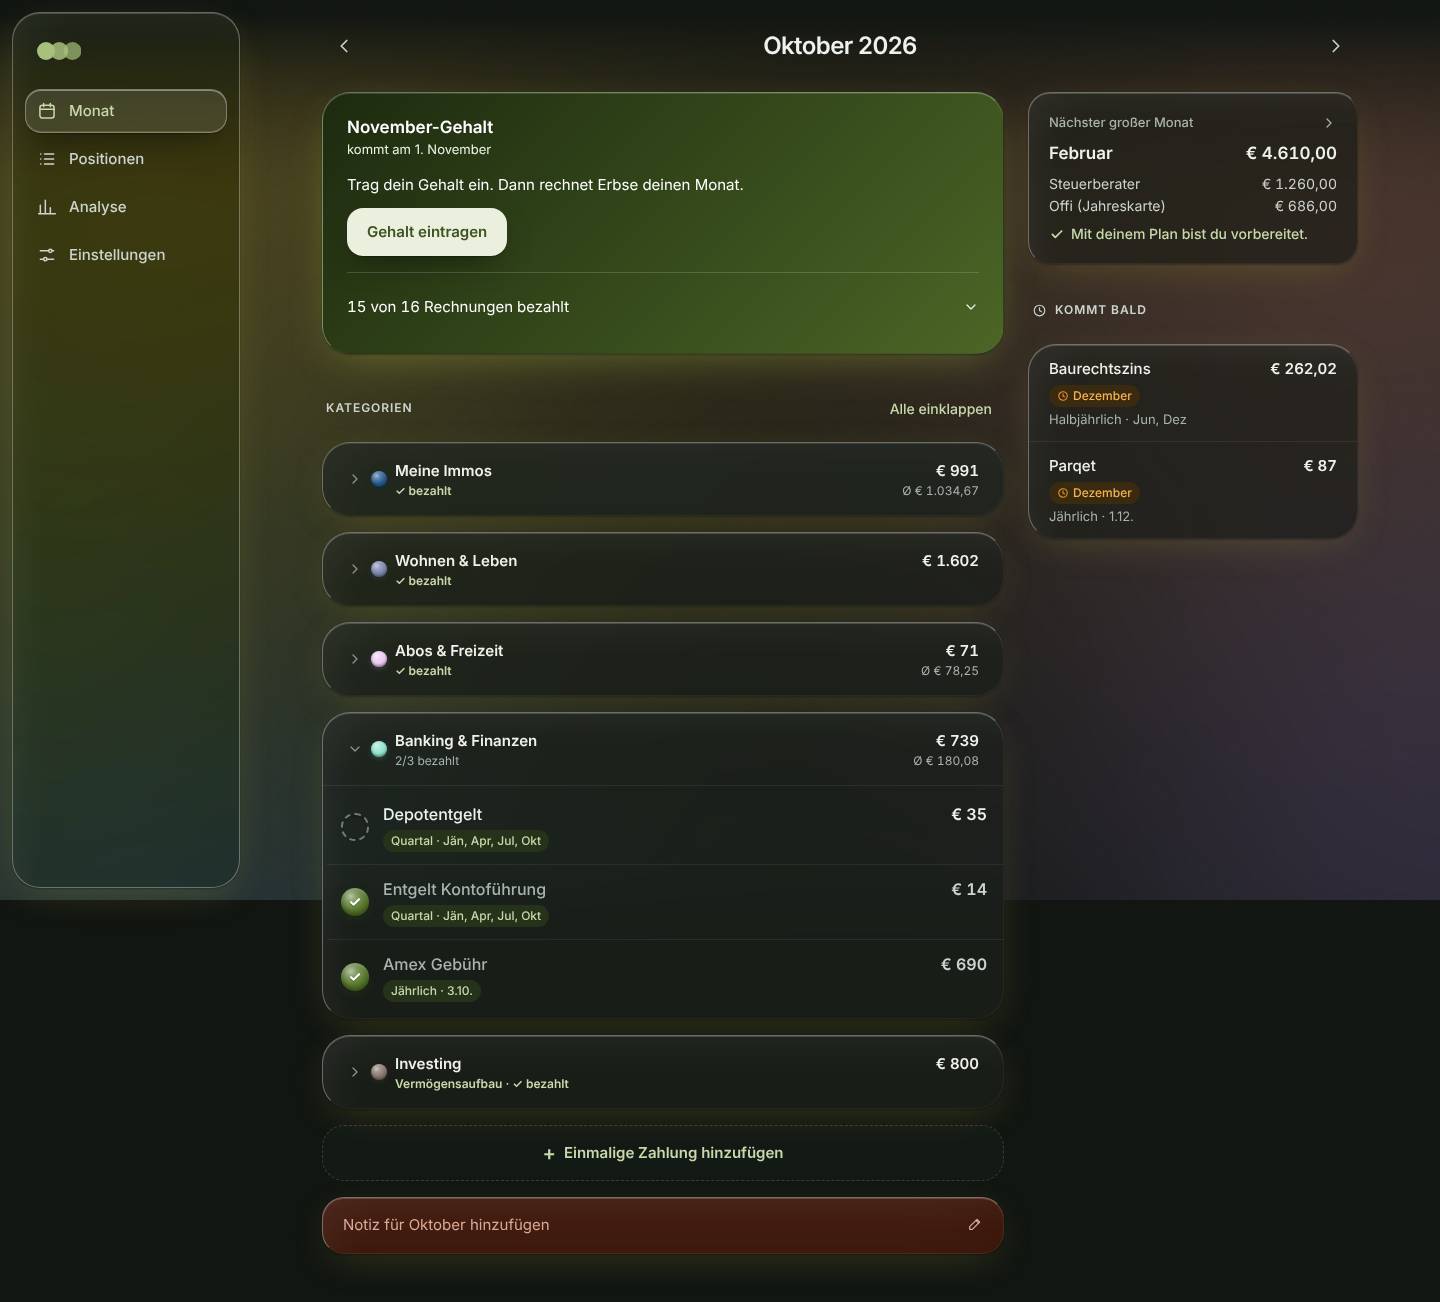 Monat
Positionen
Analyse
Einstellungen
Oktober 2026
November-Gehalt
kommt am 1. November
Trag dein Gehalt ein. Dann rechnet Erbse deinen Monat.
Gehalt eintragen
15 von 16 Rechnungen bezahlt
KATEGORIEN
Alle einklappen
Meine Immos
€ 991
✓ bezahlt
Ø € 1.034,67
Wohnen & Leben
€ 1.602
✓ bezahlt
Abos & Freizeit
€ 71
✓ bezahlt
Ø € 78,25
Banking & Finanzen
€ 739
2/3 bezahlt
Ø € 180,08
Depotentgelt
€ 35
Quartal · Jän, Apr, Jul, Okt
Entgelt Kontoführung
€ 14
Quartal · Jän, Apr, Jul, Okt
Amex Gebühr
€ 690
Jährlich · 3.10.
Investing
€ 800
Vermögensaufbau · ✓ bezahlt
+ Einmalige Zahlung hinzufügen
Notiz für Oktober hinzufügen
Nächster großer Monat
Februar
€ 4.610,00
Steuerberater
€ 1.260,00
Offi (Jahreskarte)
€ 686,00
✓ Mit deinem Plan bist du vorbereitet.
KOMMT BALD
Baurechtszins
€ 262,02
Dezember
Halbjährlich · Jun, Dez
Parqet
€ 87
Dezember
Jährlich · 1.12.